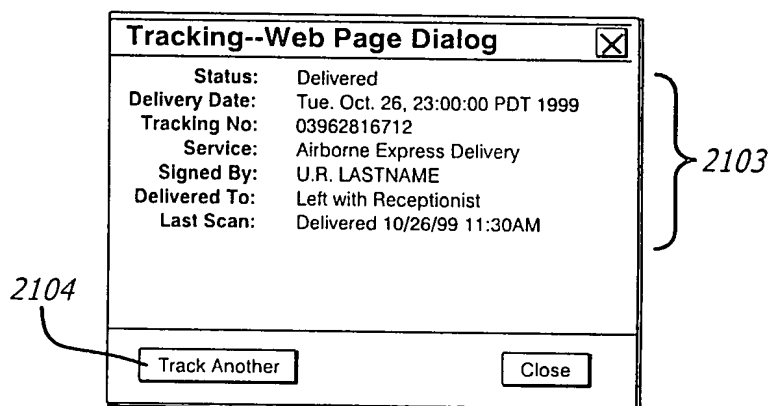 Tracking--Web Page Dialog
Status: Delivered
Delivery Date: Tue. Oct. 26, 23:00:00 PDT 1999
Tracking No: 03962816712
Service: Airborne Express Delivery
Signed By: U.R. LASTNAME
Delivered To: Left with Receptionist
Last Scan: Delivered 10/26/99 11:30AM
2103
2104
Track Another Close